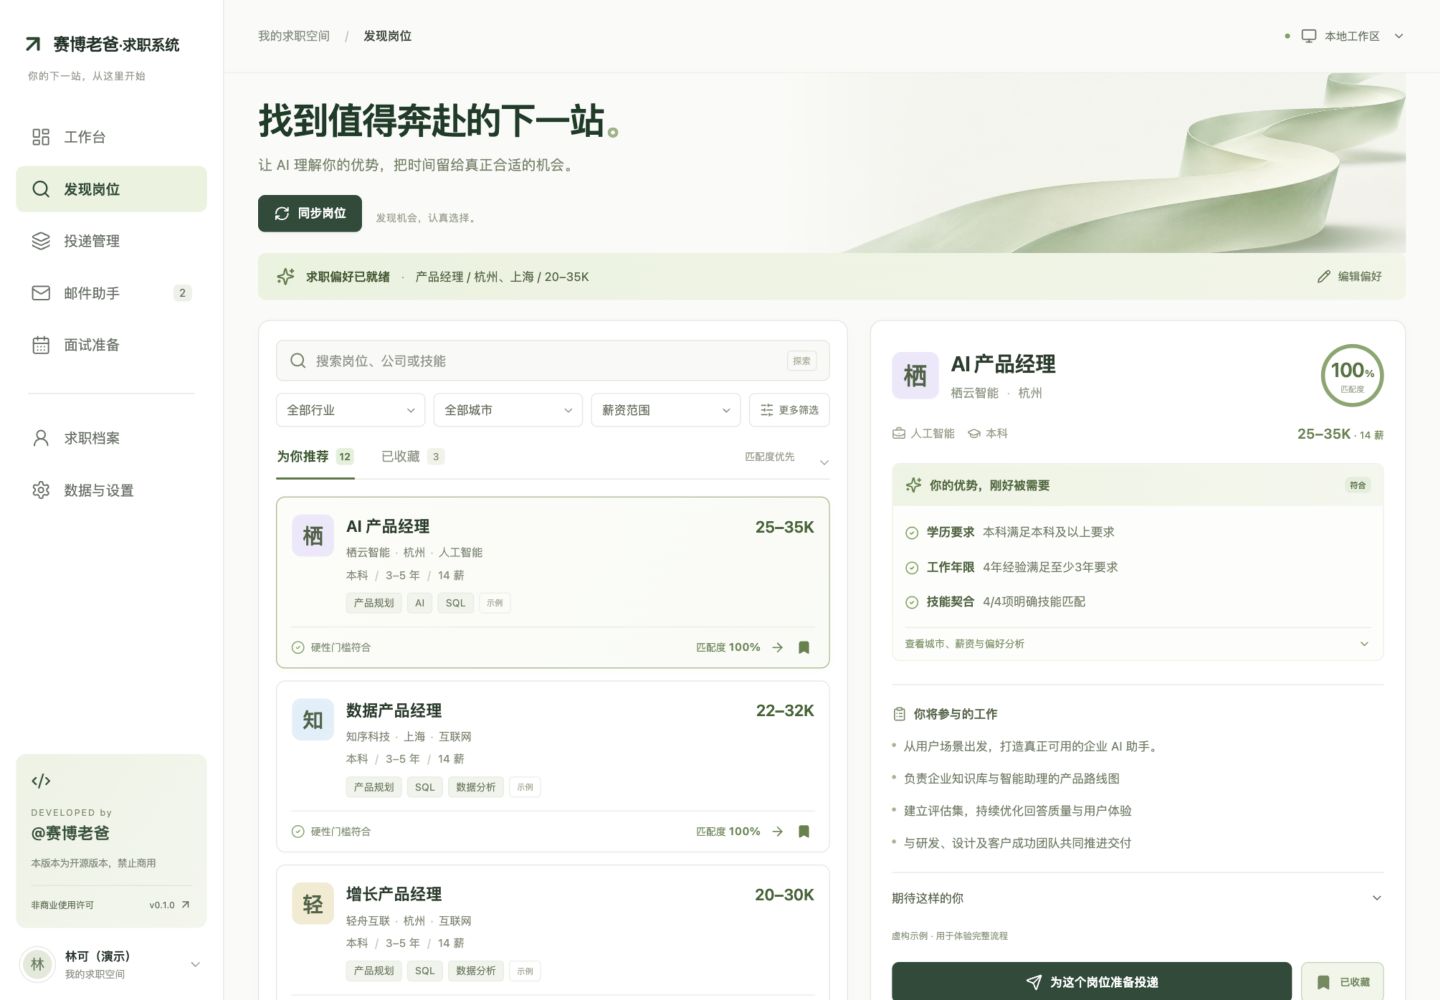 赛博老爸·求职系统
你的下一站，从这里开始
工作台
发现岗位
投递管理
邮件助手 2
面试准备
求职档案
数据与设置
DEVELOPED by
@赛博老爸
本版本为开源版本，禁止商用
非商业使用许可 v0.1.0
林 林可（演示）
我的求职空间
我的求职空间 / 发现岗位
本地工作区
找到值得奔赴的下一站。
让 AI 理解你的优势，把时间留给真正合适的机会。
同步岗位 发现机会，认真选择。
求职偏好已就绪 · 产品经理 / 杭州、上海 / 20–35K
编辑偏好
搜索岗位、公司或技能 探索
全部行业 全部城市 薪资范围 更多筛选
为你推荐 12 已收藏 3 匹配度优先
栖 AI 产品经理 25–35K
栖云智能 · 杭州 · 人工智能
本科 / 3–5 年 / 14 薪
产品规划 AI SQL 示例
硬性门槛符合 匹配度 100%
知 数据产品经理 22–32K
知序科技 · 上海 · 互联网
本科 / 3–5 年 / 14 薪
产品规划 SQL 数据分析 示例
硬性门槛符合 匹配度 100%
轻 增长产品经理 20–30K
轻舟互联 · 杭州 · 互联网
本科 / 3–5 年 / 14 薪
产品规划 SQL 数据分析 示例
栖 AI 产品经理
栖云智能 · 杭州
100%
匹配度
人工智能 本科 25–35K · 14 薪
你的优势，刚好被需要 符合
学历要求 本科满足本科及以上要求
工作年限 4年经验满足至少3年要求
技能契合 4/4项明确技能匹配
查看城市、薪资与偏好分析
你将参与的工作
• 从用户场景出发，打造真正可用的企业 AI 助手。
• 负责企业知识库与智能助理的产品路线图
• 建立评估集，持续优化回答质量与用户体验
• 与研发、设计及客户成功团队共同推进交付
期待这样的你
虚构示例 · 用于体验完整流程
为这个岗位准备投递 已收藏